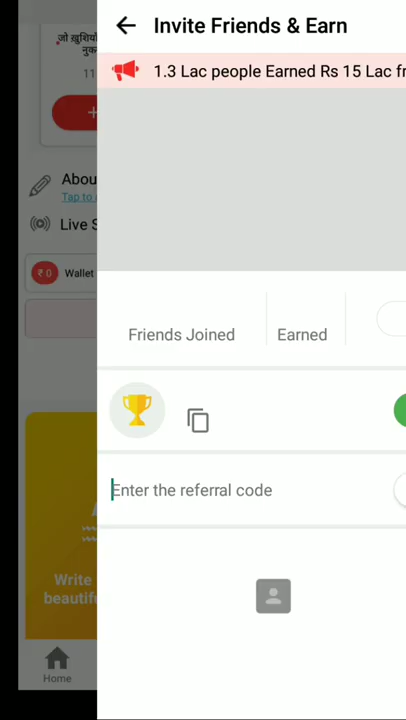 Invite Friends & Earn
1.3 Lac people Earned Rs 15 Lac fr
जो ख़ुशियों
नुक
11
+
Abou
Tap to
Live S
₹ 0 Wallet
Friends Joined
Earned
Enter the referral code
Write
beautifu
Home